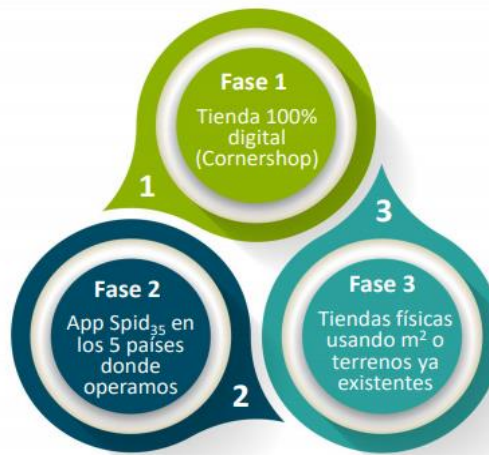 Fase 1
Tienda 100%
digital
(Cornershop)
1
Fase 2
App Spid₃₅ en
los 5 países
donde
operamos
2
3
Fase 3
Tiendas físicas
usando m² o
terrenos ya
existentes